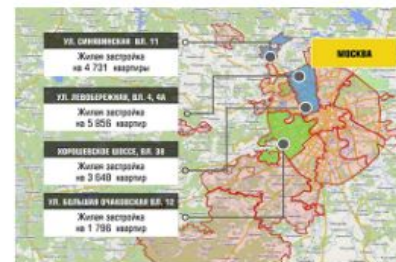 УЛ. СИНЯВИНСКАЯ ВЛ. 11
МОСКВА
Жилая застройка
на 4 731 квартиры
УЛ. ЛЕВОБЕРЕЖНАЯ, ВЛ. 4, 4А
Жилая застройка
на 5 856 квартир
ХОРОШЕВСКОЕ ШОССЕ, ВЛ. 38
Жилая застройка
на 3 640 квартир
УЛ. БОЛЬШАЯ ОЧАКОВСКАЯ ВЛ. 12
Жилая застройка
на 1 796 квартир